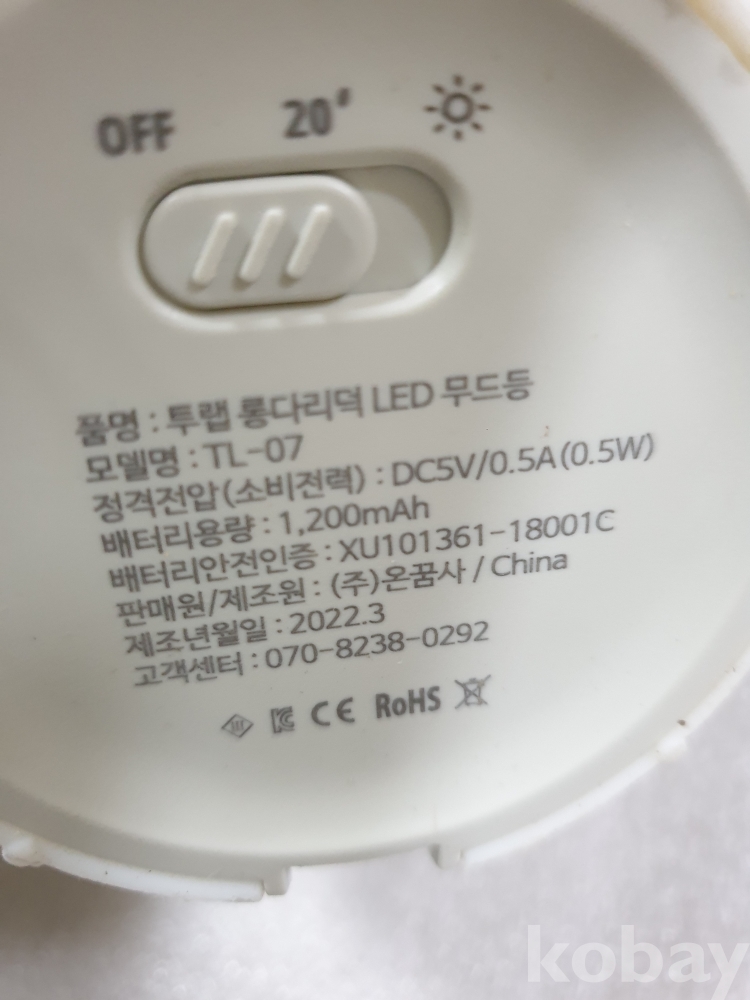 OFF 20′
품명 : 투랩 롱다리덕 LED 무드등
모델명 : TL-07
정격전압(소비전력) : DC5V/0.5A(0.5W)
배터리용량 : 1,200mAh
배터리안전인증 : XU101361-18001C
판매원/제조원 : (주)온꿈사 / China
제조년월일 : 2022.3
고객센터 : 070-8238-0292
CE RoHS
kobay